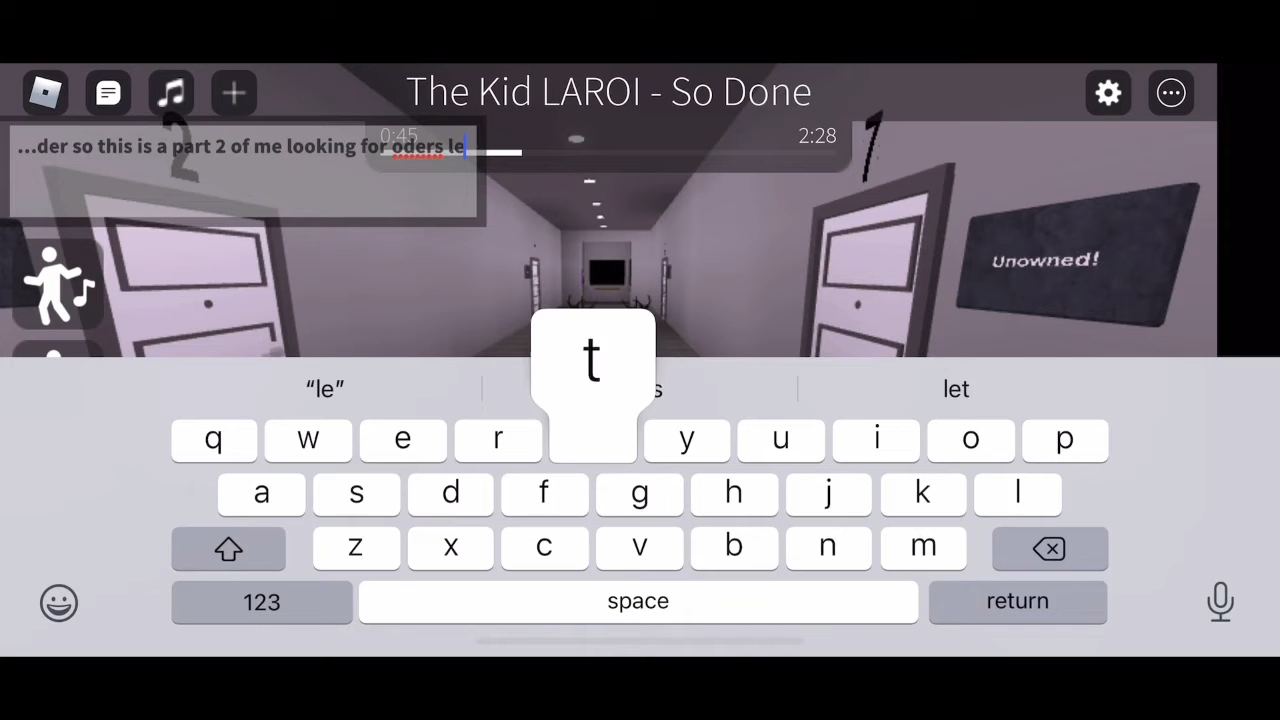 The Kid LAROI - So Done
0:45
2:28
...der so this is a part 2 of me looking for oders le
2
7
Unowned!
t
“le”
s
let
q w e r y u i o p
a s d f g h j k l
z x c v b n m
123
space
return